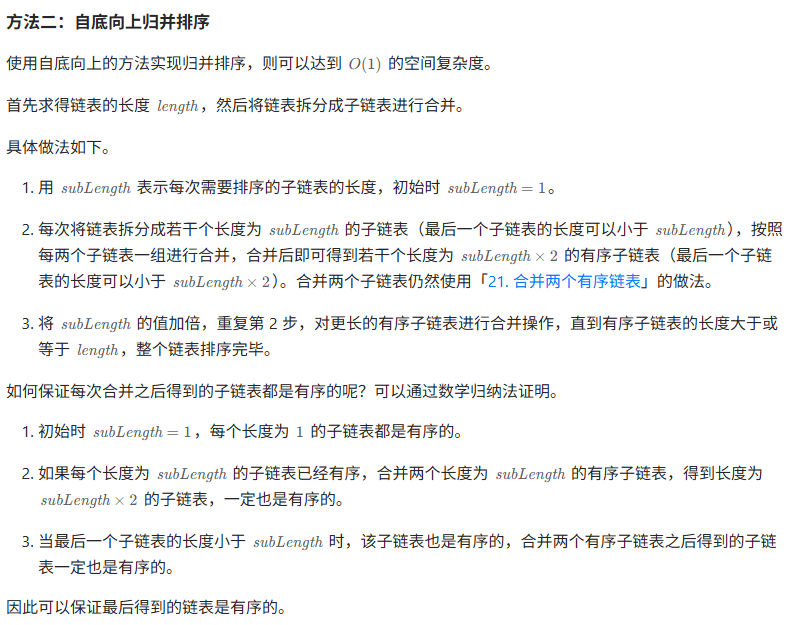 方法二：自底向上归并排序
使用自底向上的方法实现归并排序，则可以达到 O(1) 的空间复杂度。
首先求得链表的长度 length，然后将链表拆分成子链表进行合并。
具体做法如下。
1. 用 subLength 表示每次需要排序的子链表的长度，初始时 subLength = 1。
2. 每次将链表拆分成若干个长度为 subLength 的子链表（最后一个子链表的长度可以小于 subLength），按照
每两个子链表一组进行合并，合并后即可得到若干个长度为 subLength × 2 的有序子链表（最后一个子链
表的长度可以小于 subLength × 2）。合并两个子链表仍然使用「21. 合并两个有序链表」的做法。
3. 将 subLength 的值加倍，重复第 2 步，对更长的有序子链表进行合并操作，直到有序子链表的长度大于或
等于 length，整个链表排序完毕。
如何保证每次合并之后得到的子链表都是有序的呢？可以通过数学归纳法证明。
1. 初始时 subLength = 1，每个长度为 1 的子链表都是有序的。
2. 如果每个长度为 subLength 的子链表已经有序，合并两个长度为 subLength 的有序子链表，得到长度为
subLength × 2 的子链表，一定也是有序的。
3. 当最后一个子链表的长度小于 subLength 时，该子链表也是有序的，合并两个有序子链表之后得到的子链
表一定也是有序的。
因此可以保证最后得到的链表是有序的。